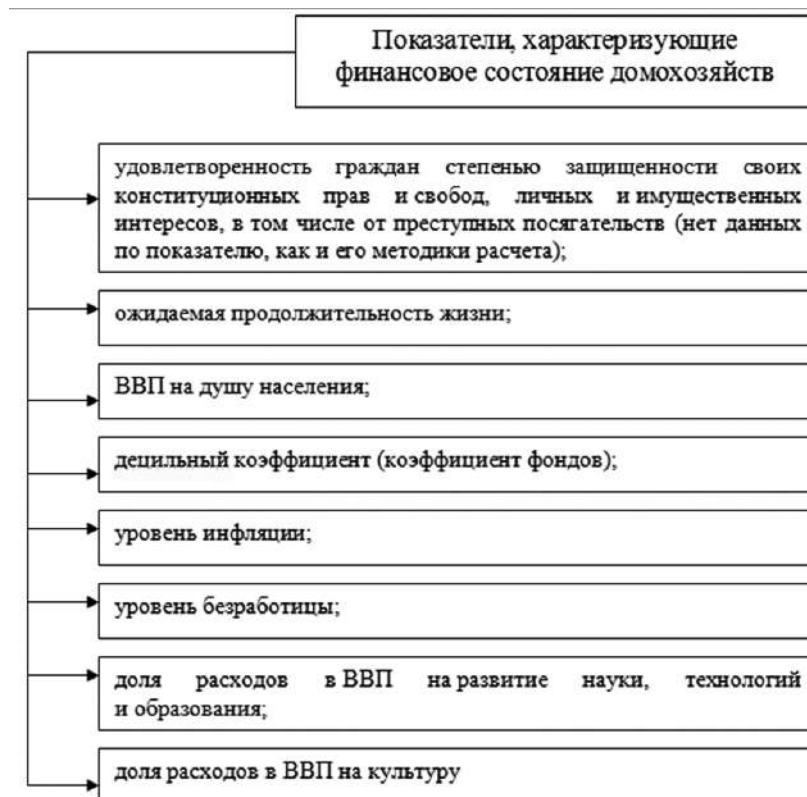 Показатели, характеризующие
финансовое состояние домохозяйств
удовлетворенность граждан степенью защищенности своих
конституционных прав и свобод, личных и имущественных
интересов, в том числе от преступных посягательств (нет данных
по показателю, как и его методики расчета);
ожидаемая продолжительность жизни;
ВВП на душу населения;
децильный коэффициент (коэффициент фондов);
уровень инфляции;
уровень безработицы;
доля расходов в ВВП на развитие науки, технологий
и образования;
доля расходов в ВВП на культуру